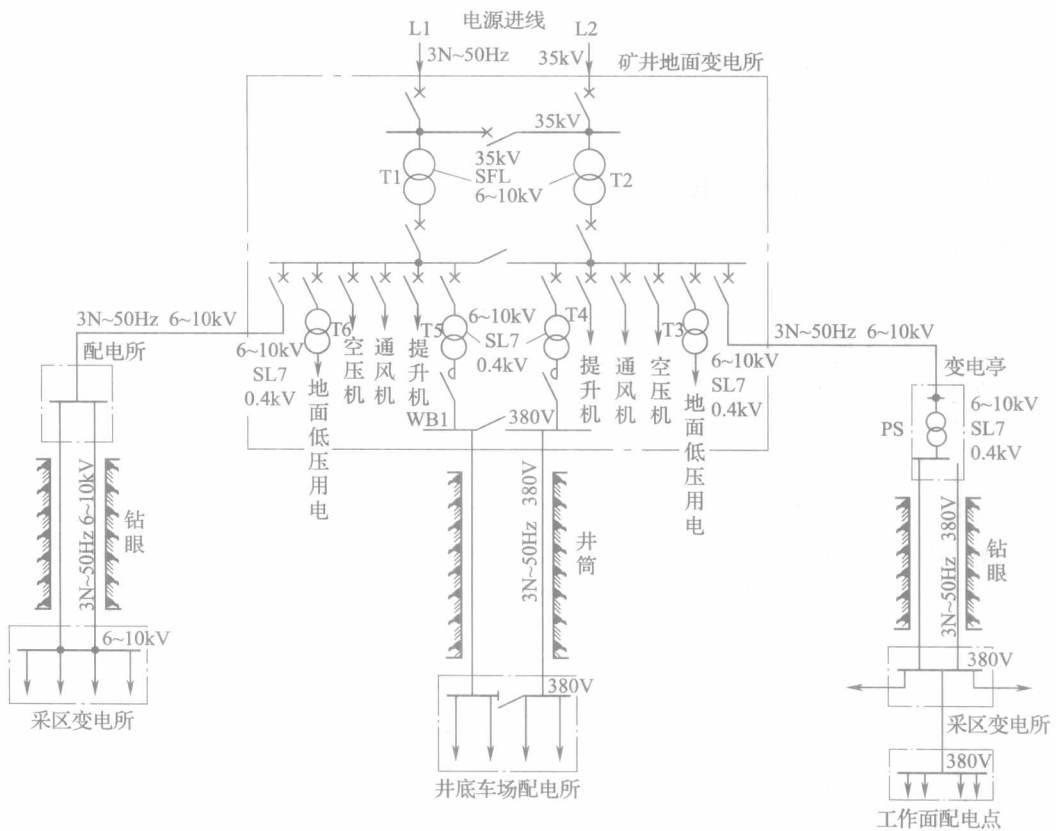 电源进线
L1
L2
3N~50Hz
35kV
矿井地面变电所
35kV
35kV
SFL
6~10kV
T1
T2
3N~50Hz 6~10kV
配电所
6~10kV
SL7
0.4kV
T6
地面低压用电
空压机
通风机
提升机
T5
6~10kV
SL7
0.4kV
T4
提升机
通风机
空压机
T3
地面低压用电
6~10kV
SL7
0.4kV
3N~50Hz 6~10kV
变电亭
PS
6~10kV
SL7
0.4kV
WB1
380V
3N~50Hz 6~10kV
钻眼
3N~50Hz 380V
井筒
3N~50Hz 380V
钻眼
6~10kV
采区变电所
380V
井底车场配电所
380V
采区变电所
380V
工作面配电点